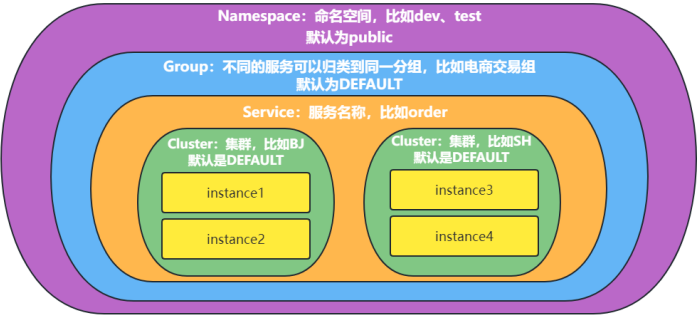 Namespace：命名空间，比如dev、test
默认为public
Group：不同的服务可以归类到同一分组，比如电商交易组
默认为DEFAULT
Service：服务名称，比如order
Cluster：集群，比如BJ
默认是DEFAULT
instance1
instance2
Cluster：集群，比如SH
默认是DEFAULT
instance3
instance4